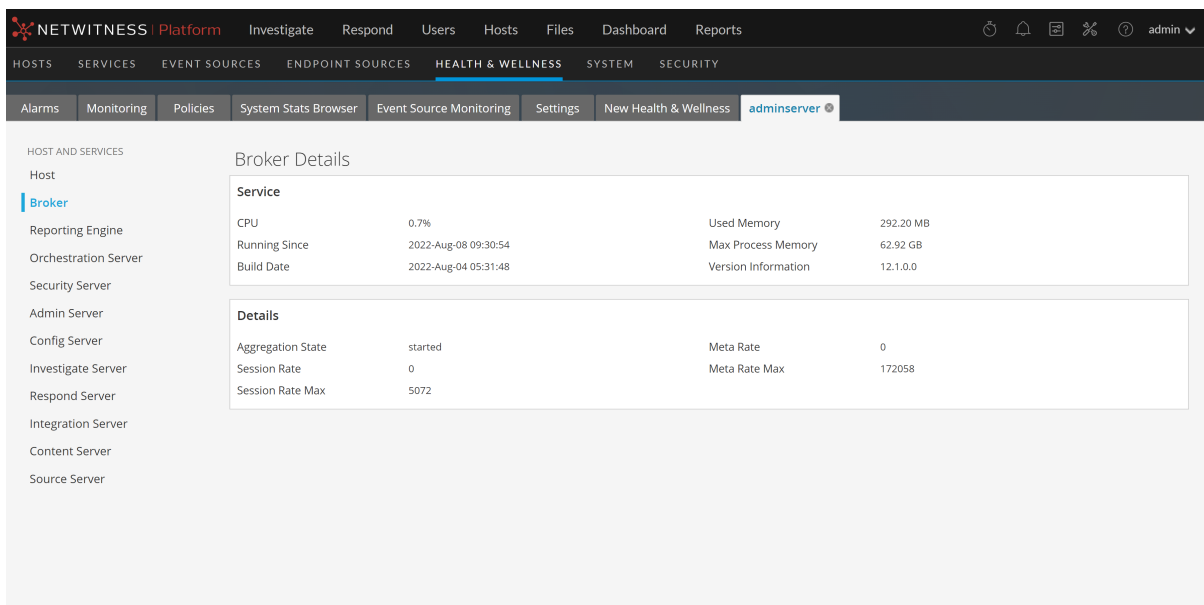 NETWITNESS Platform Investigate Respond Users Hosts Files Dashboard Reports admin
HOSTS SERVICES EVENT SOURCES ENDPOINT SOURCES HEALTH & WELLNESS SYSTEM SECURITY
Alarms Monitoring Policies System Stats Browser Event Source Monitoring Settings New Health & Wellness adminserver
HOST AND SERVICES
Host
Broker
Reporting Engine
Orchestration Server
Security Server
Admin Server
Config Server
Investigate Server
Respond Server
Integration Server
Content Server
Source Server
Broker Details
Service
CPU 0.7% Used Memory 292.20 MB
Running Since 2022-Aug-08 09:30:54 Max Process Memory 62.92 GB
Build Date 2022-Aug-04 05:31:48 Version Information 12.1.0.0
Details
Aggregation State started Meta Rate 0
Session Rate 0 Meta Rate Max 172058
Session Rate Max 5072